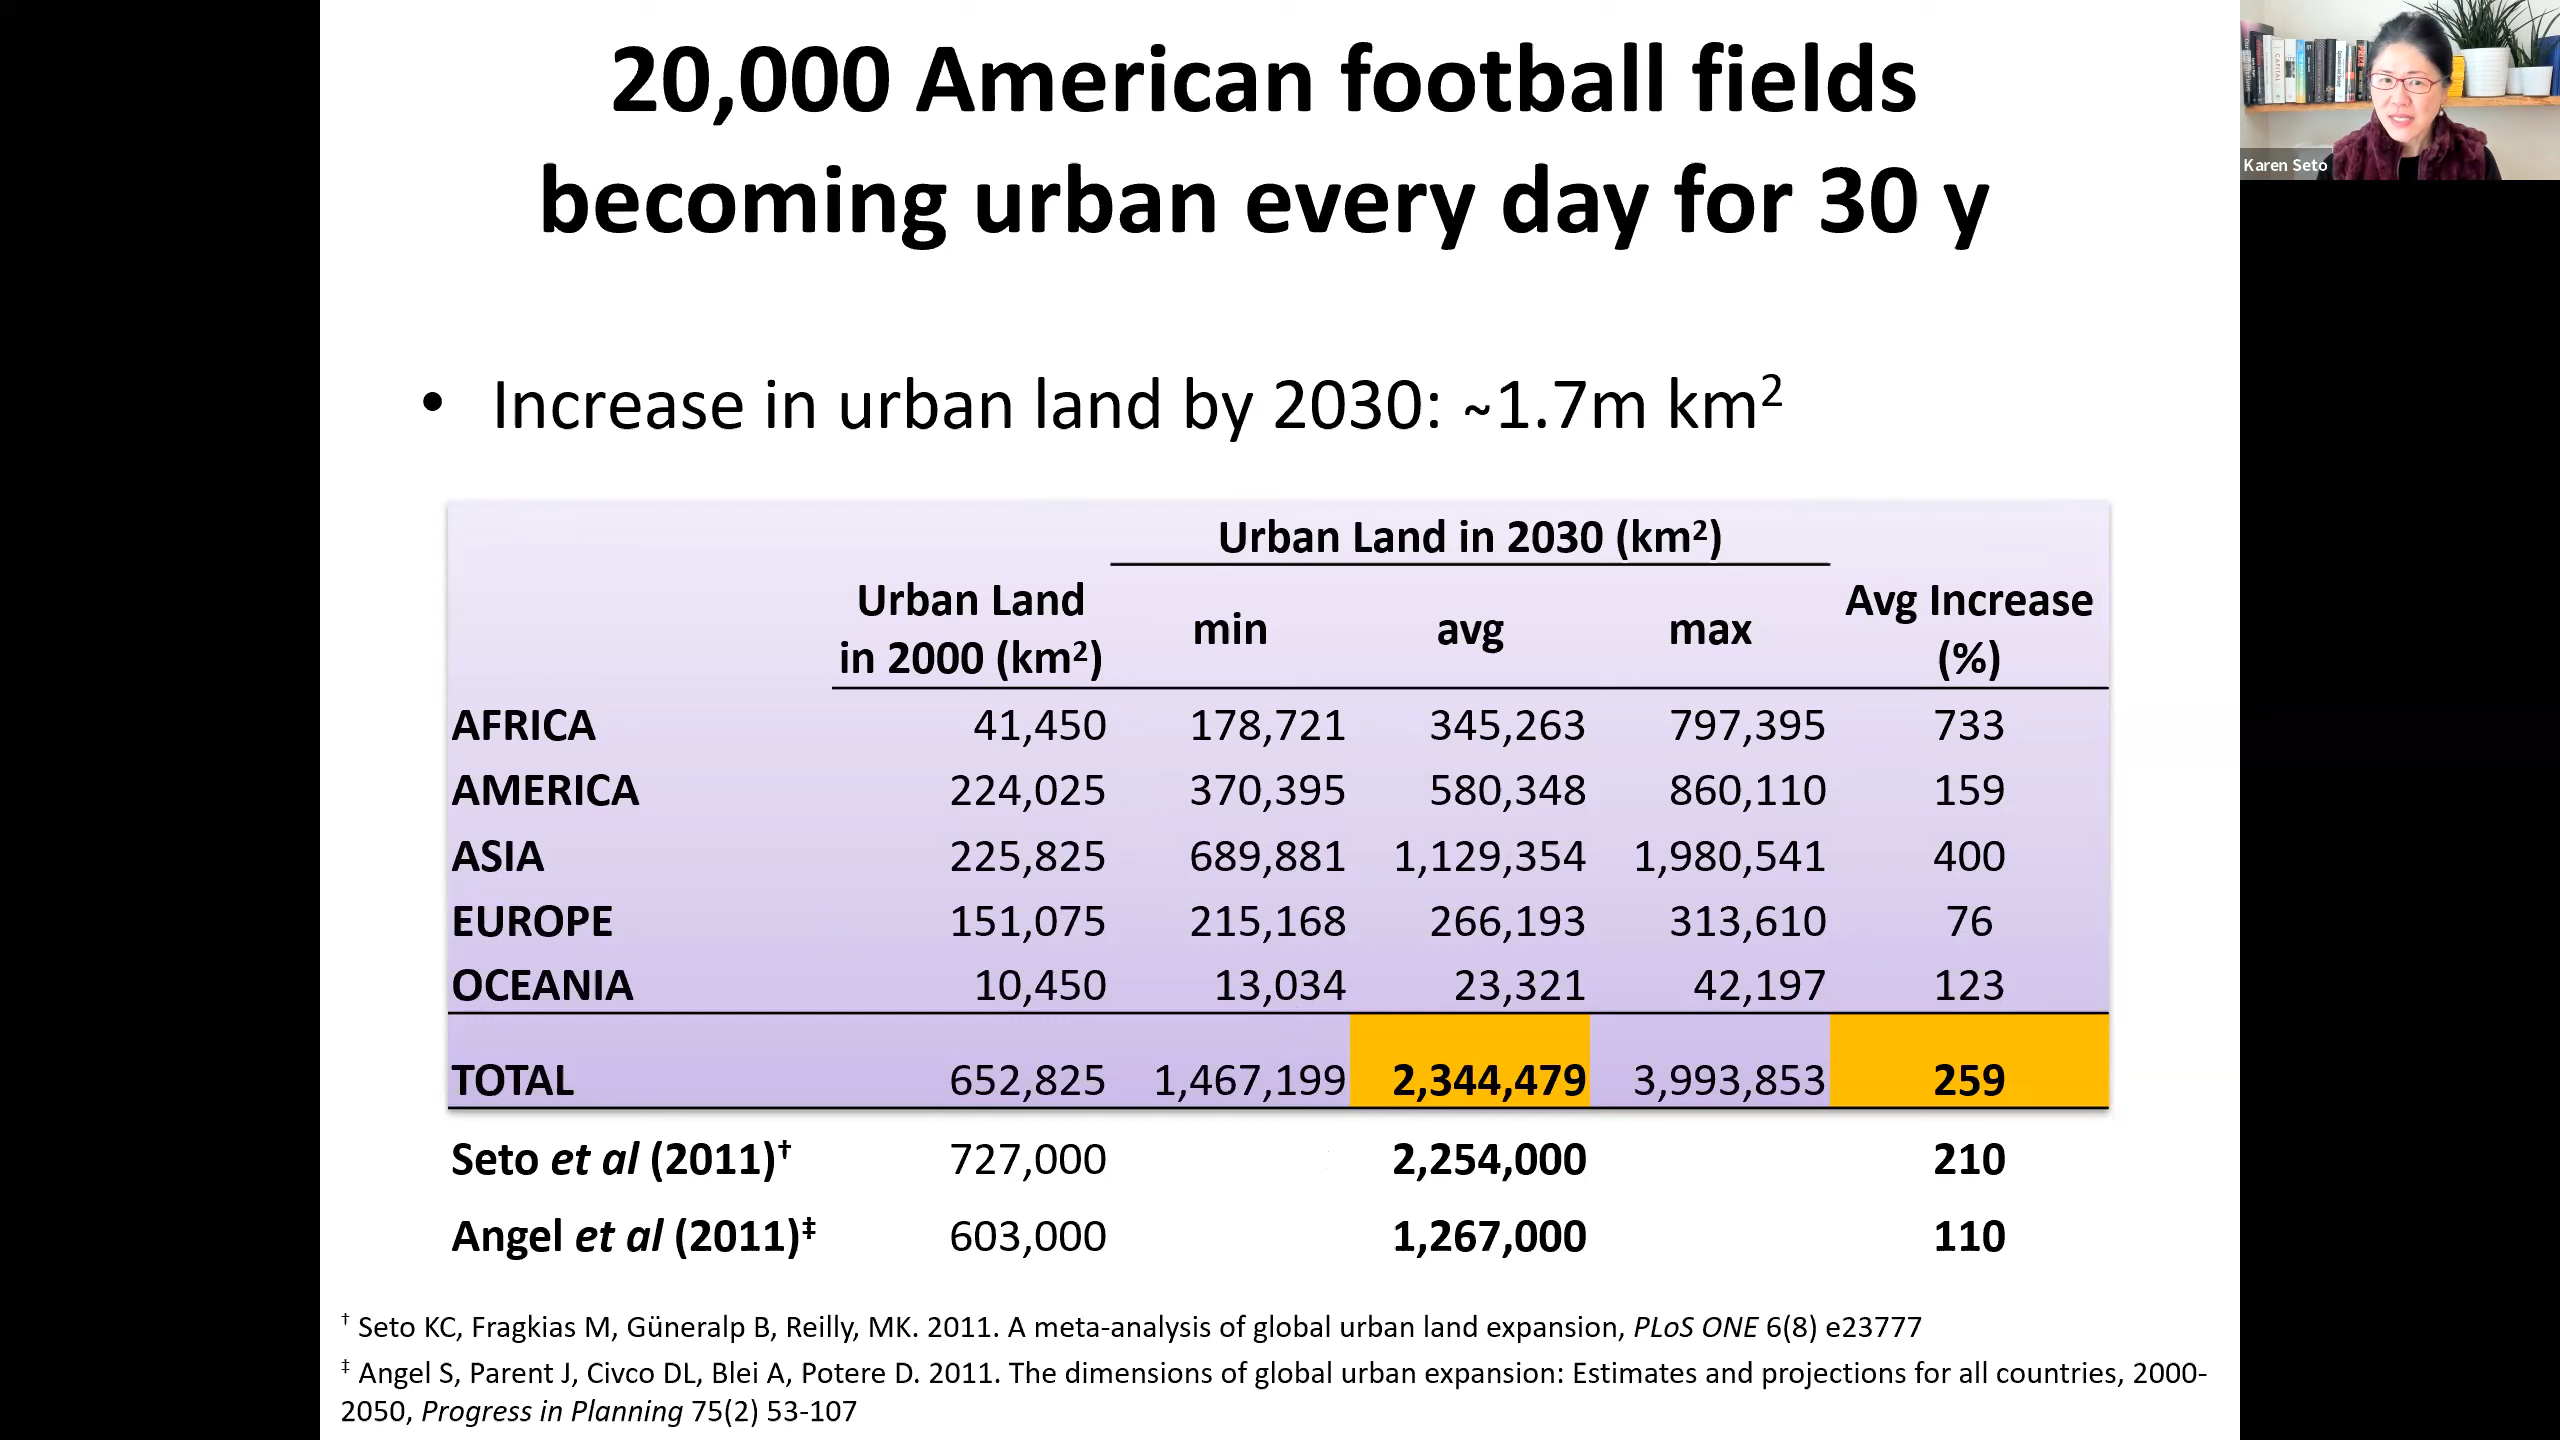 20,000 American football fields
becoming urban every day for 30 y
• Increase in urban land by 2030: ~1.7m km²
Urban Land in 2030 (km²)
Urban Land
in 2000 (km²)
min avg max
Avg Increase
(%)
AFRICA 41,450 178,721 345,263 797,395 733
AMERICA 224,025 370,395 580,348 860,110 159
ASIA 225,825 689,881 1,129,354 1,980,541 400
EUROPE 151,075 215,168 266,193 313,610 76
OCEANIA 10,450 13,034 23,321 42,197 123
TOTAL 652,825 1,467,199 2,344,479 3,993,853 259
Seto et al (2011)† 727,000 2,254,000 210
Angel et al (2011)‡ 603,000 1,267,000 110
† Seto KC, Fragkias M, Güneralp B, Reilly, MK. 2011. A meta-analysis of global urban land expansion, PLoS ONE 6(8) e23777
‡ Angel S, Parent J, Civco DL, Blei A, Potere D. 2011. The dimensions of global urban expansion: Estimates and projections for all countries, 2000-
2050, Progress in Planning 75(2) 53-107
CAPITAL
Karen Seto